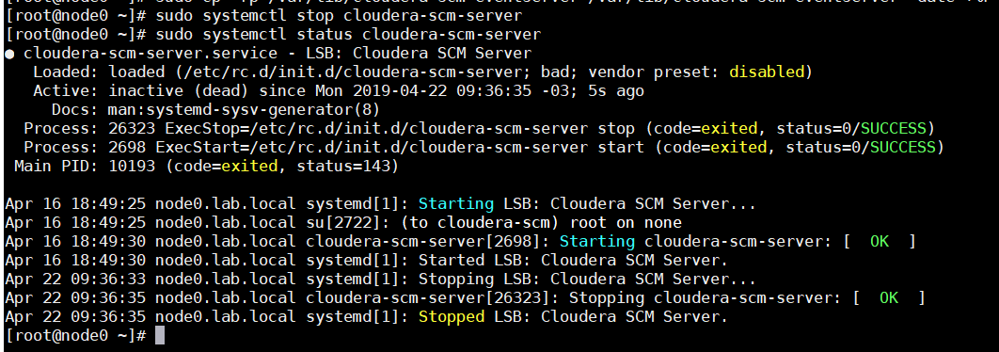 [root@node0 ~]# sudo systemctl stop cloudera-scm-server
[root@node0 ~]# sudo systemctl status cloudera-scm-server
● cloudera-scm-server.service - LSB: Cloudera SCM Server
   Loaded: loaded (/etc/rc.d/init.d/cloudera-scm-server; bad; vendor preset: disabled)
   Active: inactive (dead) since Mon 2019-04-22 09:36:35 -03; 5s ago
     Docs: man:systemd-sysv-generator(8)
  Process: 26323 ExecStop=/etc/rc.d/init.d/cloudera-scm-server stop (code=exited, status=0/SUCCESS)
  Process: 2698 ExecStart=/etc/rc.d/init.d/cloudera-scm-server start (code=exited, status=0/SUCCESS)
 Main PID: 10193 (code=exited, status=143)
Apr 16 18:49:25 node0.lab.local systemd[1]: Starting LSB: Cloudera SCM Server...
Apr 16 18:49:25 node0.lab.local su[2722]: (to cloudera-scm) root on none
Apr 16 18:49:30 node0.lab.local cloudera-scm-server[2698]: Starting cloudera-scm-server: [  OK  ]
Apr 16 18:49:30 node0.lab.local systemd[1]: Started LSB: Cloudera SCM Server.
Apr 22 09:36:33 node0.lab.local systemd[1]: Stopping LSB: Cloudera SCM Server...
Apr 22 09:36:35 node0.lab.local cloudera-scm-server[26323]: Stopping cloudera-scm-server: [  OK  ]
Apr 22 09:36:35 node0.lab.local systemd[1]: Stopped LSB: Cloudera SCM Server.
[root@node0 ~]#